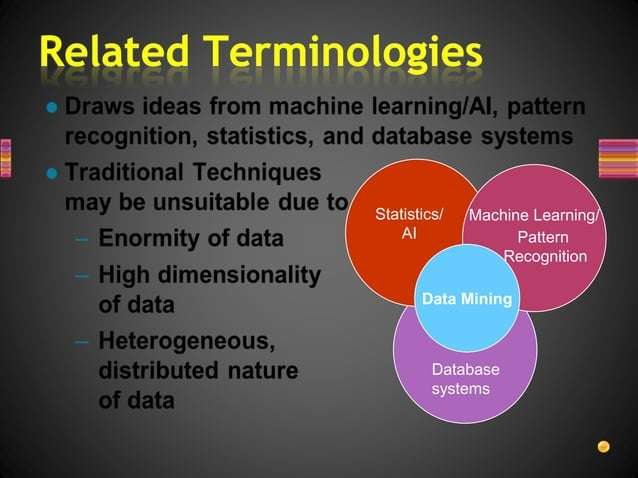 Related Terminologies
Draws ideas from machine learning/AI, pattern
recognition, statistics, and database systems
Traditional Techniques
may be unsuitable due to
– Enormity of data
– High dimensionality
of data
– Heterogeneous,
distributed nature
of data
Statistics/
AI
Machine Learning/
Pattern
Recognition
Data Mining
Database
systems